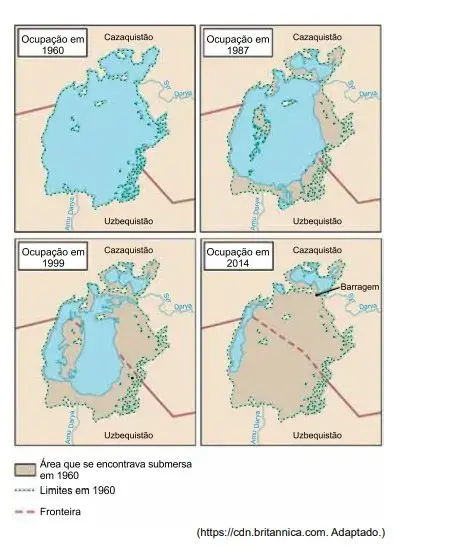 Ocupação em
1960
Cazaquistão
Syr
Darya
Amu Darya
Uzbequistão
Ocupação em
1987
Cazaquistão
Syr
Darya
Amu Darya
Uzbequistão
Ocupação em
1999
Cazaquistão
Syr
Darya
Amu Darya
Uzbequistão
Ocupação em
2014
Cazaquistão
Barragem
Syr
Darya
Amu Darya
Uzbequistão
Área que se encontrava submersa
em 1960
Limites em 1960
Fronteira
(https://cdn.britannica.com. Adaptado.)